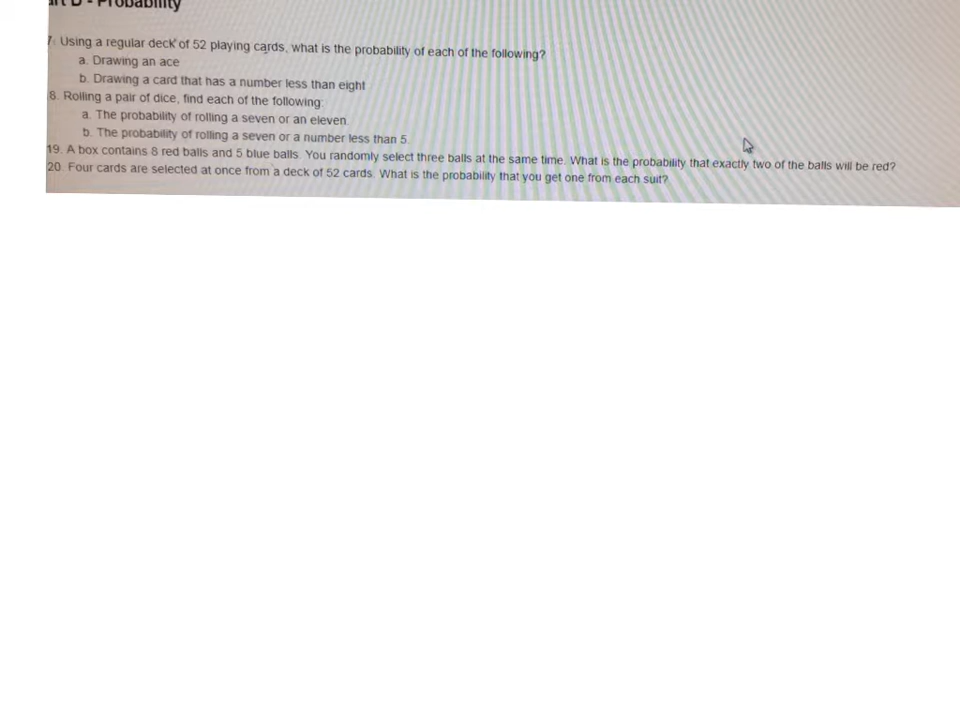 - Probability
7. Using a regular deck of 52 playing cards, what is the probability of each of the following?
a. Drawing an ace
b. Drawing a card that has a number less than eight
8. Rolling a pair of dice, find each of the following:
a. The probability of rolling a seven or an eleven.
b. The probability of rolling a seven or a number less than 5.
19. A box contains 8 red balls and 5 blue balls. You randomly select three balls at the same time. What is the probability that exactly two of the balls will be red?
20. Four cards are selected at once from a deck of 52 cards. What is the probability that you get one from each suit?